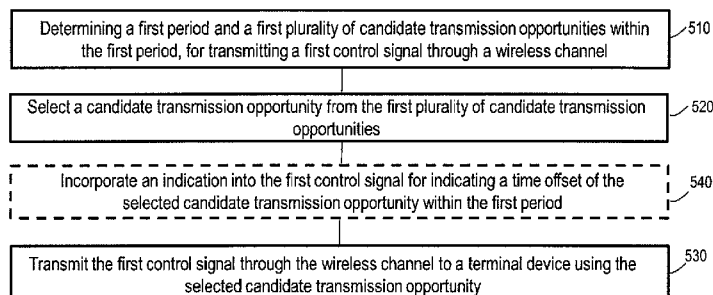 Determining a first period and a first plurality of candidate transmission opportunities within
the first period, for transmitting a first control signal through a wireless channel
510
Select a candidate transmission opportunity from the first plurality of candidate transmission
opportunities
520
Incorporate an indication into the first control signal for indicating a time offset of the
selected candidate transmission opportunity within the first period
540
Transmit the first control signal through the wireless channel to a terminal device using the
selected candidate transmission opportunity
530